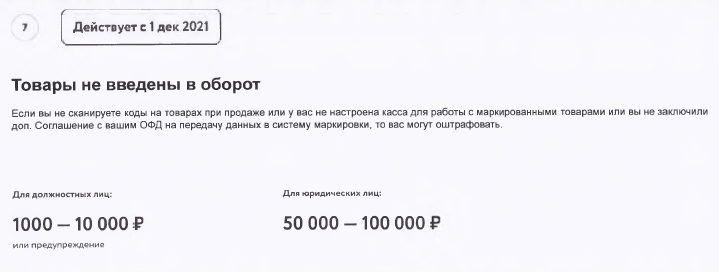 7
Действует с 1 дек 2021
Товары не введены в оборот
Если вы не сканируете коды на товарах при продаже или у вас не настроена касса для работы с маркированными товарами или вы не заключили
доп. Соглашение с вашим ОФД на передачу данных в систему маркировки, то вас могут оштрафовать.
Для должностных лиц:
1000 — 10 000 ₽
или предупреждение
Для юридических лиц:
50 000 — 100 000 ₽